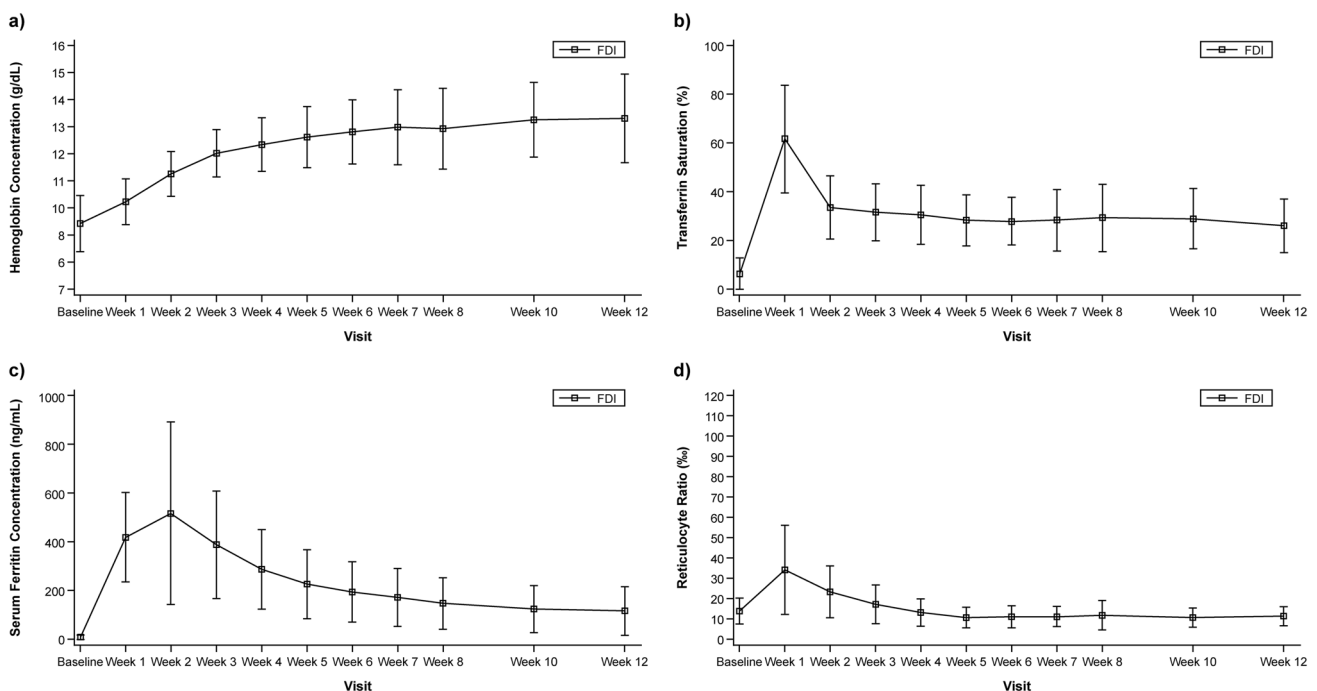 a)
Hemoglobin Concentration (g/dL)
16
15
14
13
12
11
10
9
8
6
7
FDI
Baseline Week 1 Week 2 Week 3 Week 4 Week 5 Week 6 Week 7 Week 8 Week 10 Week 12
Visit
b)
Transferrin Saturation (%)
100
80
60
40
20
0
FDI
Baseline Week 1 Week 2 Week 3 Week 4 Week 5 Week 6 Week 7 Week 8 Week 10 Week 12
Visit
c)
Serum Ferritin Concentration (ng/mL)
1000
800
600
400
200
0
FDI
Baseline Week 1 Week 2 Week 3 Week 4 Week 5 Week 6 Week 7 Week 8 Week 10 Week 12
Visit
d)
Reticulocyte Ratio (‰)
120
110
100
90
80
70
60
50
40
30
20
10
0
FDI
Baseline Week 1 Week 2 Week 3 Week 4 Week 5 Week 6 Week 7 Week 8 Week 10 Week 12
Visit